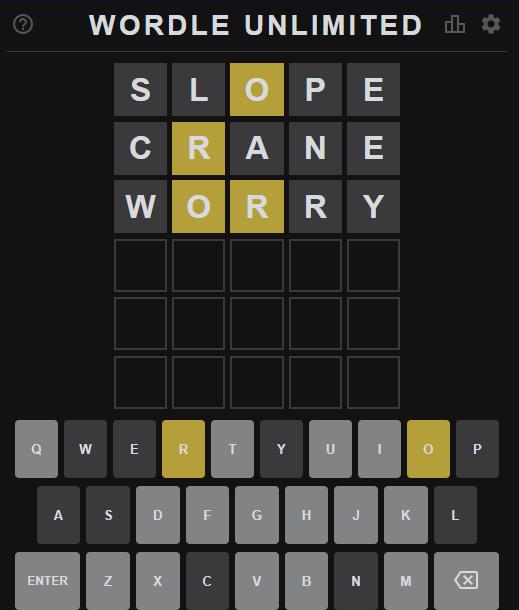 WORDLE UNLIMITED
S L O P E
C R A N E
W O R R Y
Q W E R T Y U I O P
A S D F G H J K L
ENTER Z X C V B N M